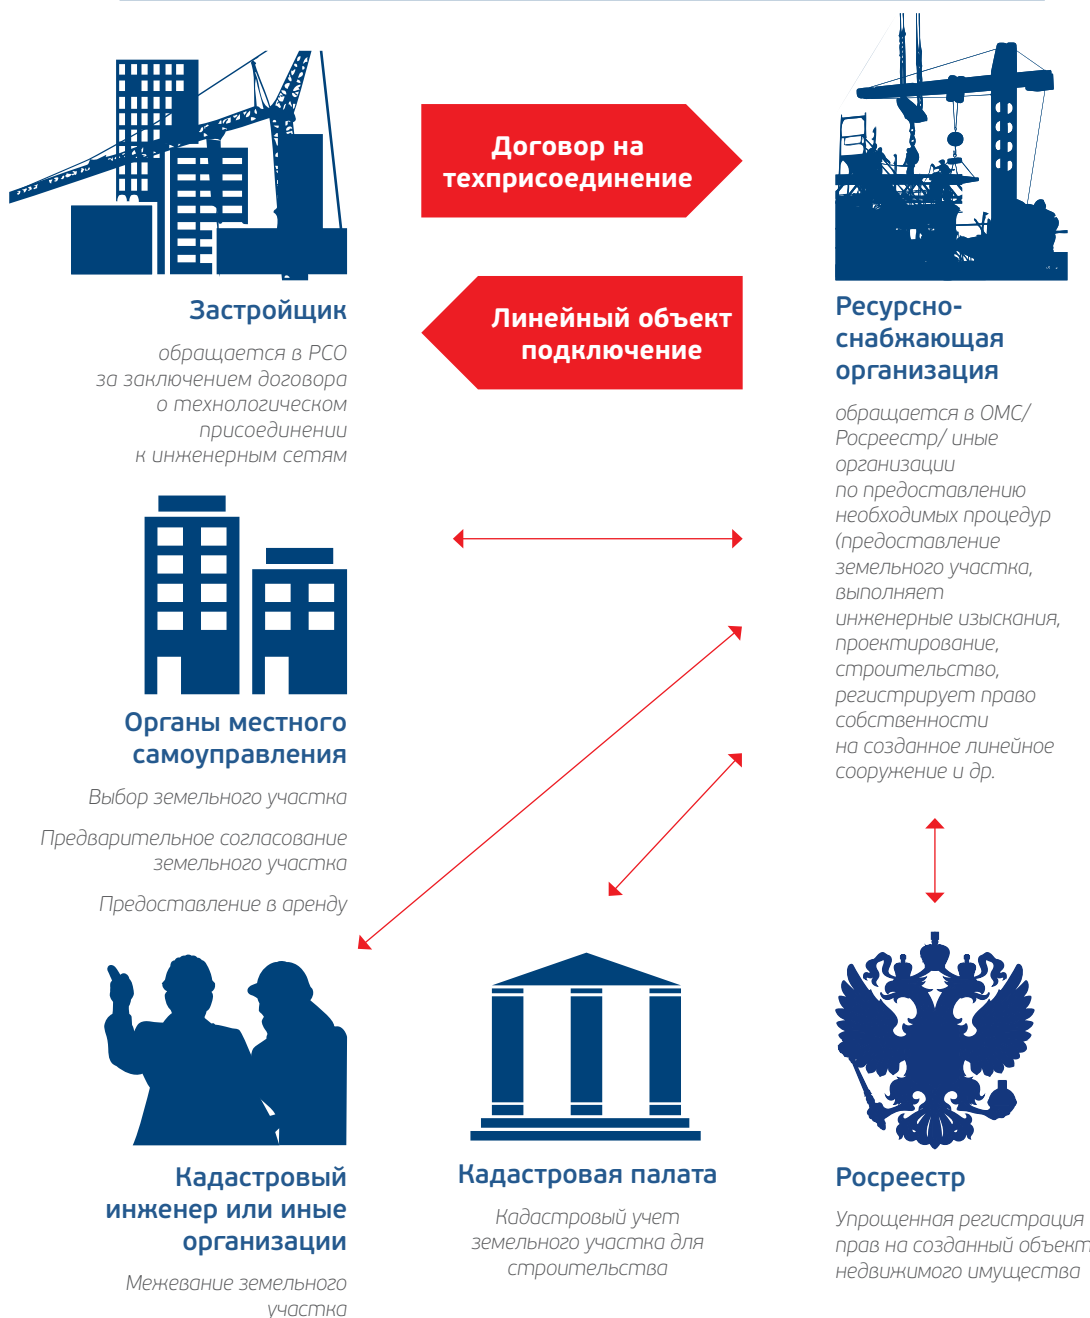 Договор на
техприсоединение
Линейный объект
подключение
Застройщик
обращается в РСО
за заключением договора
о технологическом
присоединении
к инженерным сетям
Ресурсно-
снабжающая
организация
обращается в ОМС/
Росреестр/ иные
организации
по предоставлению
необходимых процедур
(предоставление
земельного участка,
выполняет
инженерные изыскания,
проектирование,
строительство,
регистрирует право
собственности
на созданное линейное
сооружение и др.
Органы местного
самоуправления
Выбор земельного участка
Предварительное согласование
земельного участка
Предоставление в аренду
Кадастровый
инженер или иные
организации
Межевание земельного
участка
Кадастровая палата
Кадастровый учет
земельного участка для
строительства
Росреестр
Упрощенная регистрация
прав на созданный объект
недвижимого имущества